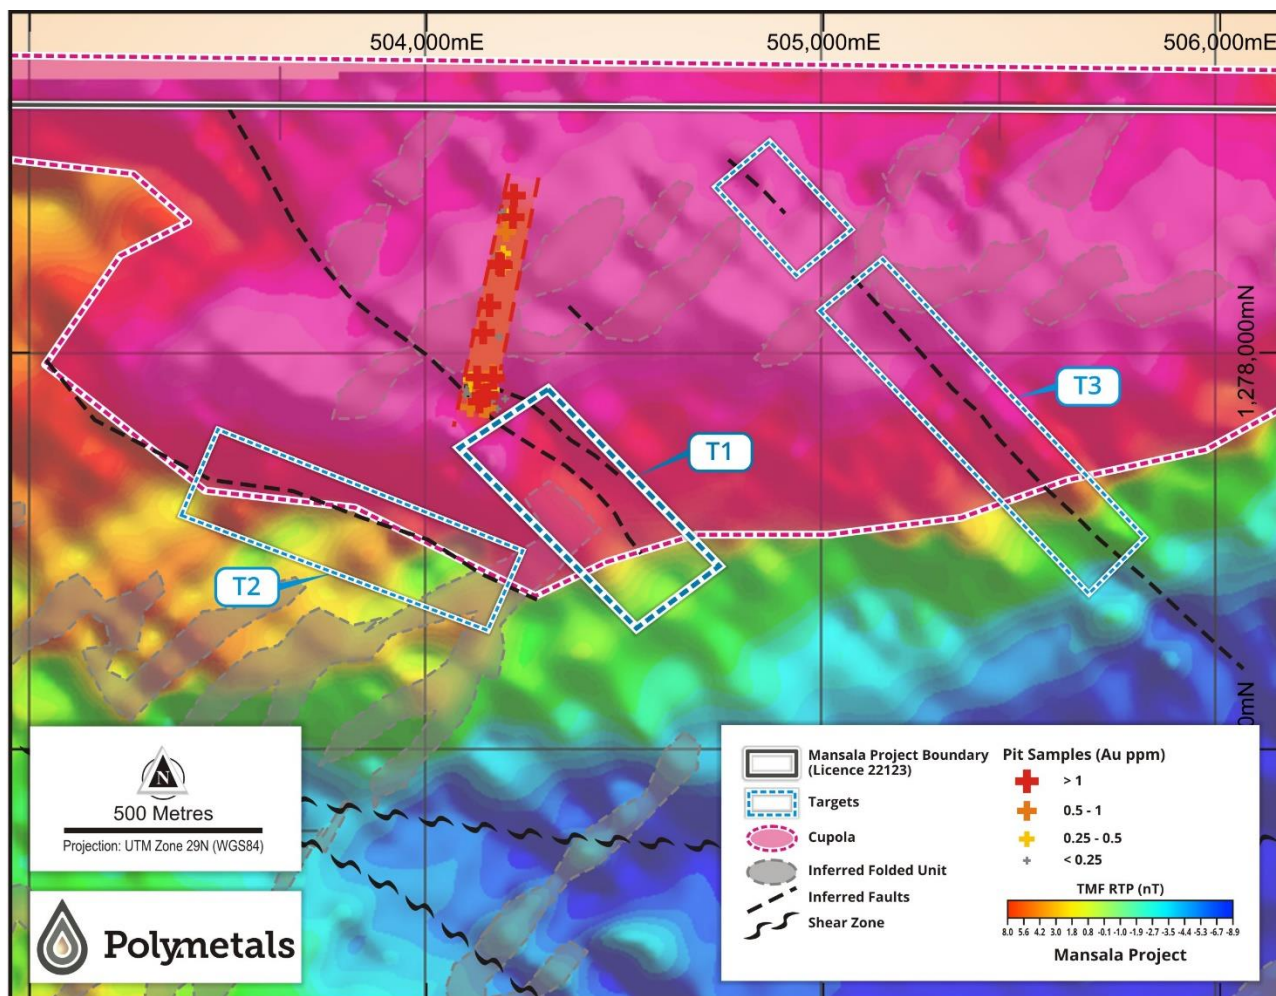 504,000mE
505,000mE
506,000mE
1,278,000mN
T3
T1
T2
0mN
N
500 Metres
Projection: UTM Zone 29N (WGS84)
Polymetals
Mansala Project Boundary
(Licence 22123)
Targets
Cupola
Inferred Folded Unit
Inferred Faults
Shear Zone
Pit Samples (Au ppm)
> 1
0.5 - 1
0.25 - 0.5
< 0.25
TMF RTP (nT)
8.0 5.6 4.2 3.0 1.8 0.8 -0.1 -1.0 -1.9 -2.7 -3.5 -4.4 -5.3 -6.7 -8.9
Mansala Project